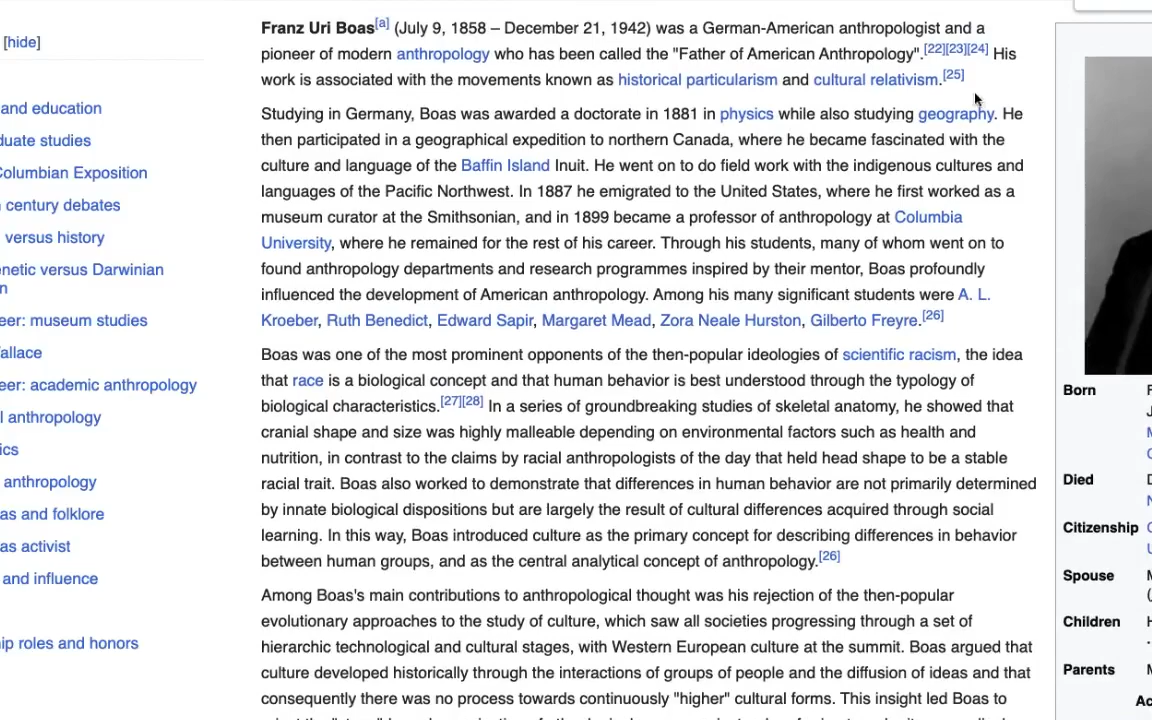 [hide]
and education
duate studies
Columbian Exposition
century debates
versus history
enetic versus Darwinian
n
eer: museum studies
allace
eer: academic anthropology
l anthropology
ics
anthropology
as and folklore
as activist
and influence
ip roles and honors
Franz Uri Boas[a] (July 9, 1858 – December 21, 1942) was a German-American anthropologist and a
pioneer of modern anthropology who has been called the "Father of American Anthropology".[22][23][24] His
work is associated with the movements known as historical particularism and cultural relativism.[25]
Studying in Germany, Boas was awarded a doctorate in 1881 in physics while also studying geography. He
then participated in a geographical expedition to northern Canada, where he became fascinated with the
culture and language of the Baffin Island Inuit. He went on to do field work with the indigenous cultures and
languages of the Pacific Northwest. In 1887 he emigrated to the United States, where he first worked as a
museum curator at the Smithsonian, and in 1899 became a professor of anthropology at Columbia
University, where he remained for the rest of his career. Through his students, many of whom went on to
found anthropology departments and research programmes inspired by their mentor, Boas profoundly
influenced the development of American anthropology. Among his many significant students were A. L.
Kroeber, Ruth Benedict, Edward Sapir, Margaret Mead, Zora Neale Hurston, Gilberto Freyre.[26]
Boas was one of the most prominent opponents of the then-popular ideologies of scientific racism, the idea
that race is a biological concept and that human behavior is best understood through the typology of
biological characteristics.[27][28] In a series of groundbreaking studies of skeletal anatomy, he showed that
cranial shape and size was highly malleable depending on environmental factors such as health and
nutrition, in contrast to the claims by racial anthropologists of the day that held head shape to be a stable
racial trait. Boas also worked to demonstrate that differences in human behavior are not primarily determined
by innate biological dispositions but are largely the result of cultural differences acquired through social
learning. In this way, Boas introduced culture as the primary concept for describing differences in behavior
between human groups, and as the central analytical concept of anthropology.[26]
Among Boas's main contributions to anthropological thought was his rejection of the then-popular
evolutionary approaches to the study of culture, which saw all societies progressing through a set of
hierarchic technological and cultural stages, with Western European culture at the summit. Boas argued that
culture developed historically through the interactions of groups of people and the diffusion of ideas and that
consequently there was no process towards continuously "higher" cultural forms. This insight led Boas to
Born
Died
Citizenship
Spouse
Children
Parents
Ac